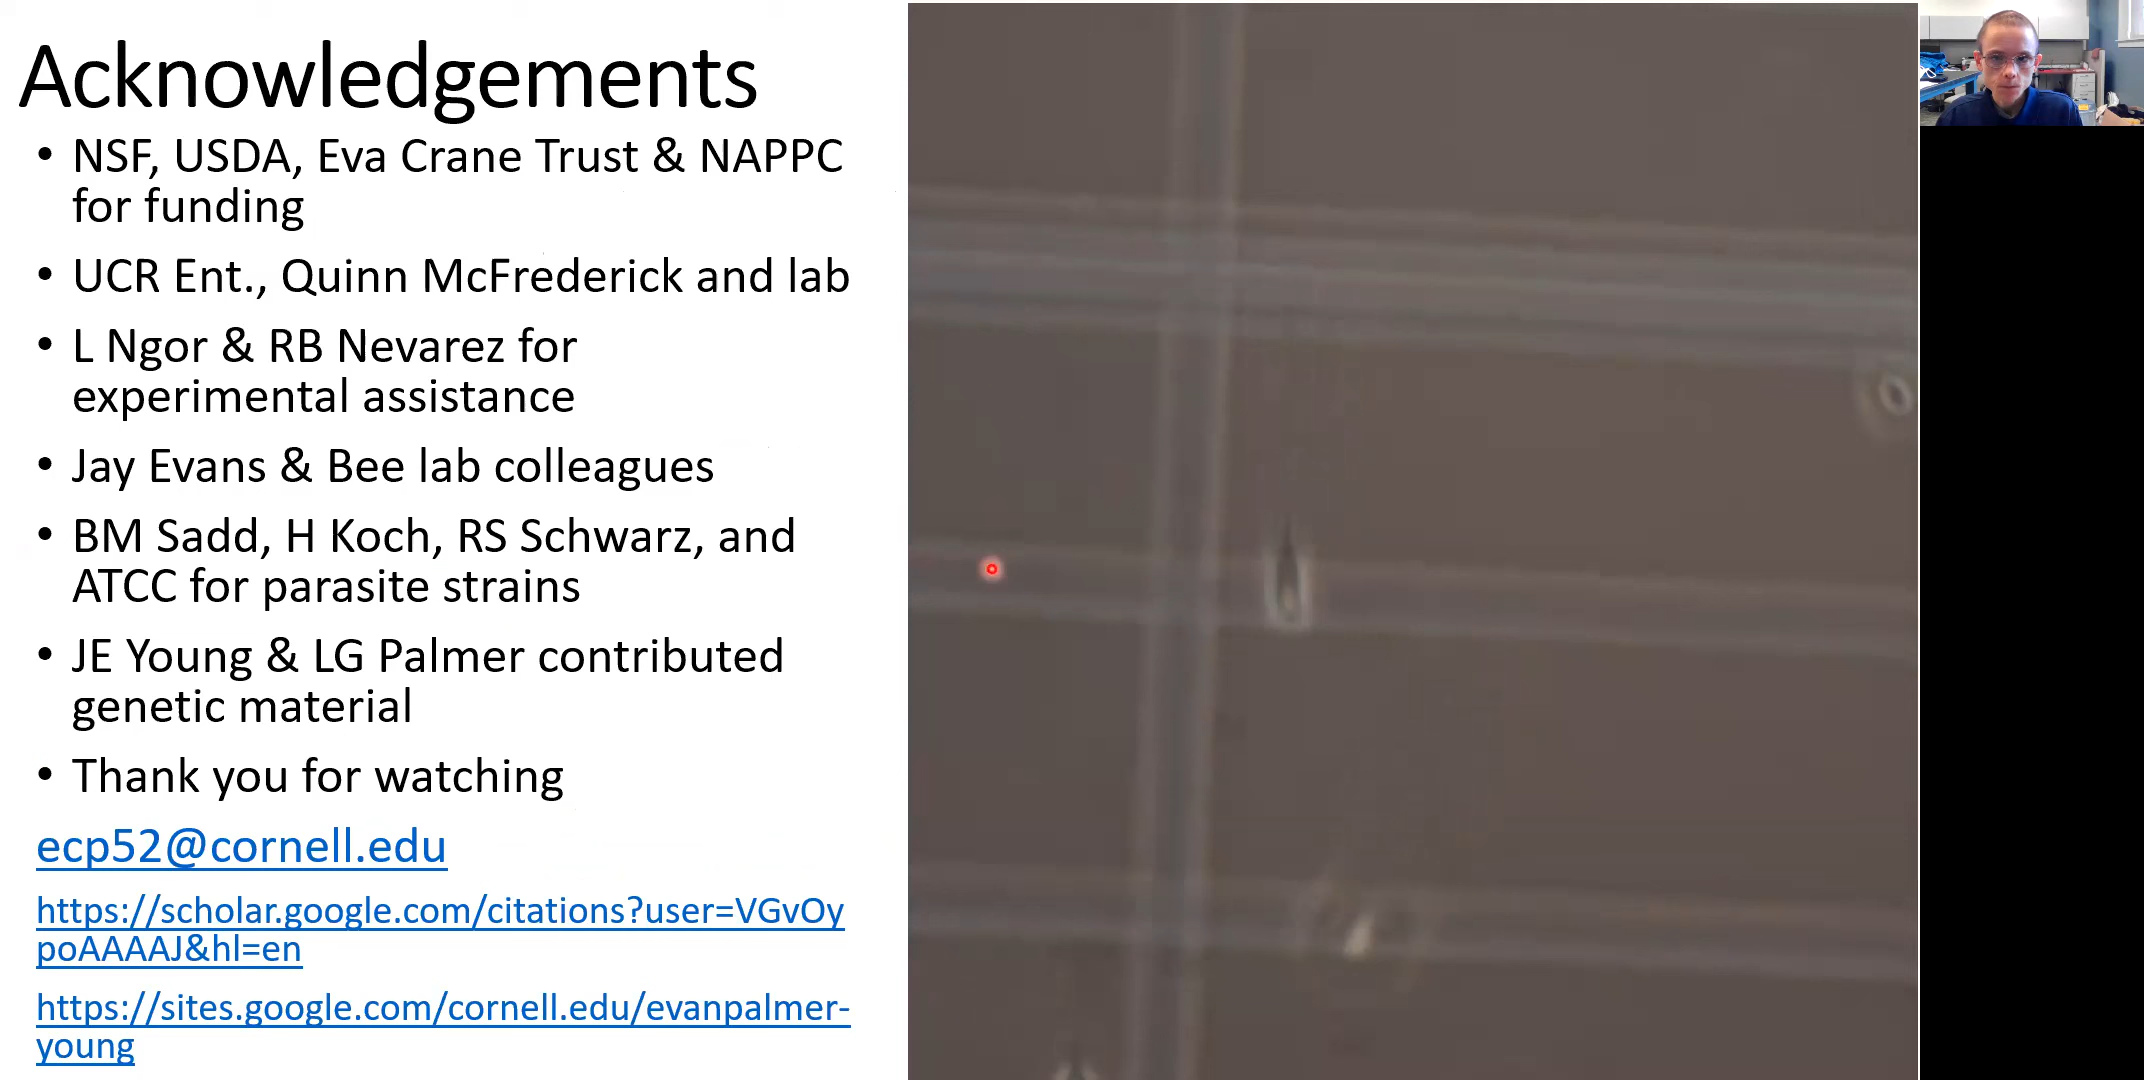 Acknowledgements
• NSF, USDA, Eva Crane Trust & NAPPC
for funding
• UCR Ent., Quinn McFrederick and lab
• L Ngor & RB Nevarez for
experimental assistance
• Jay Evans & Bee lab colleagues
• BM Sadd, H Koch, RS Schwarz, and
ATCC for parasite strains
• JE Young & LG Palmer contributed
genetic material
• Thank you for watching
ecp52@cornell.edu
https://scholar.google.com/citations?user=VGvOy
poAAAAJ&hl=en
https://sites.google.com/cornell.edu/evanpalmer-
young